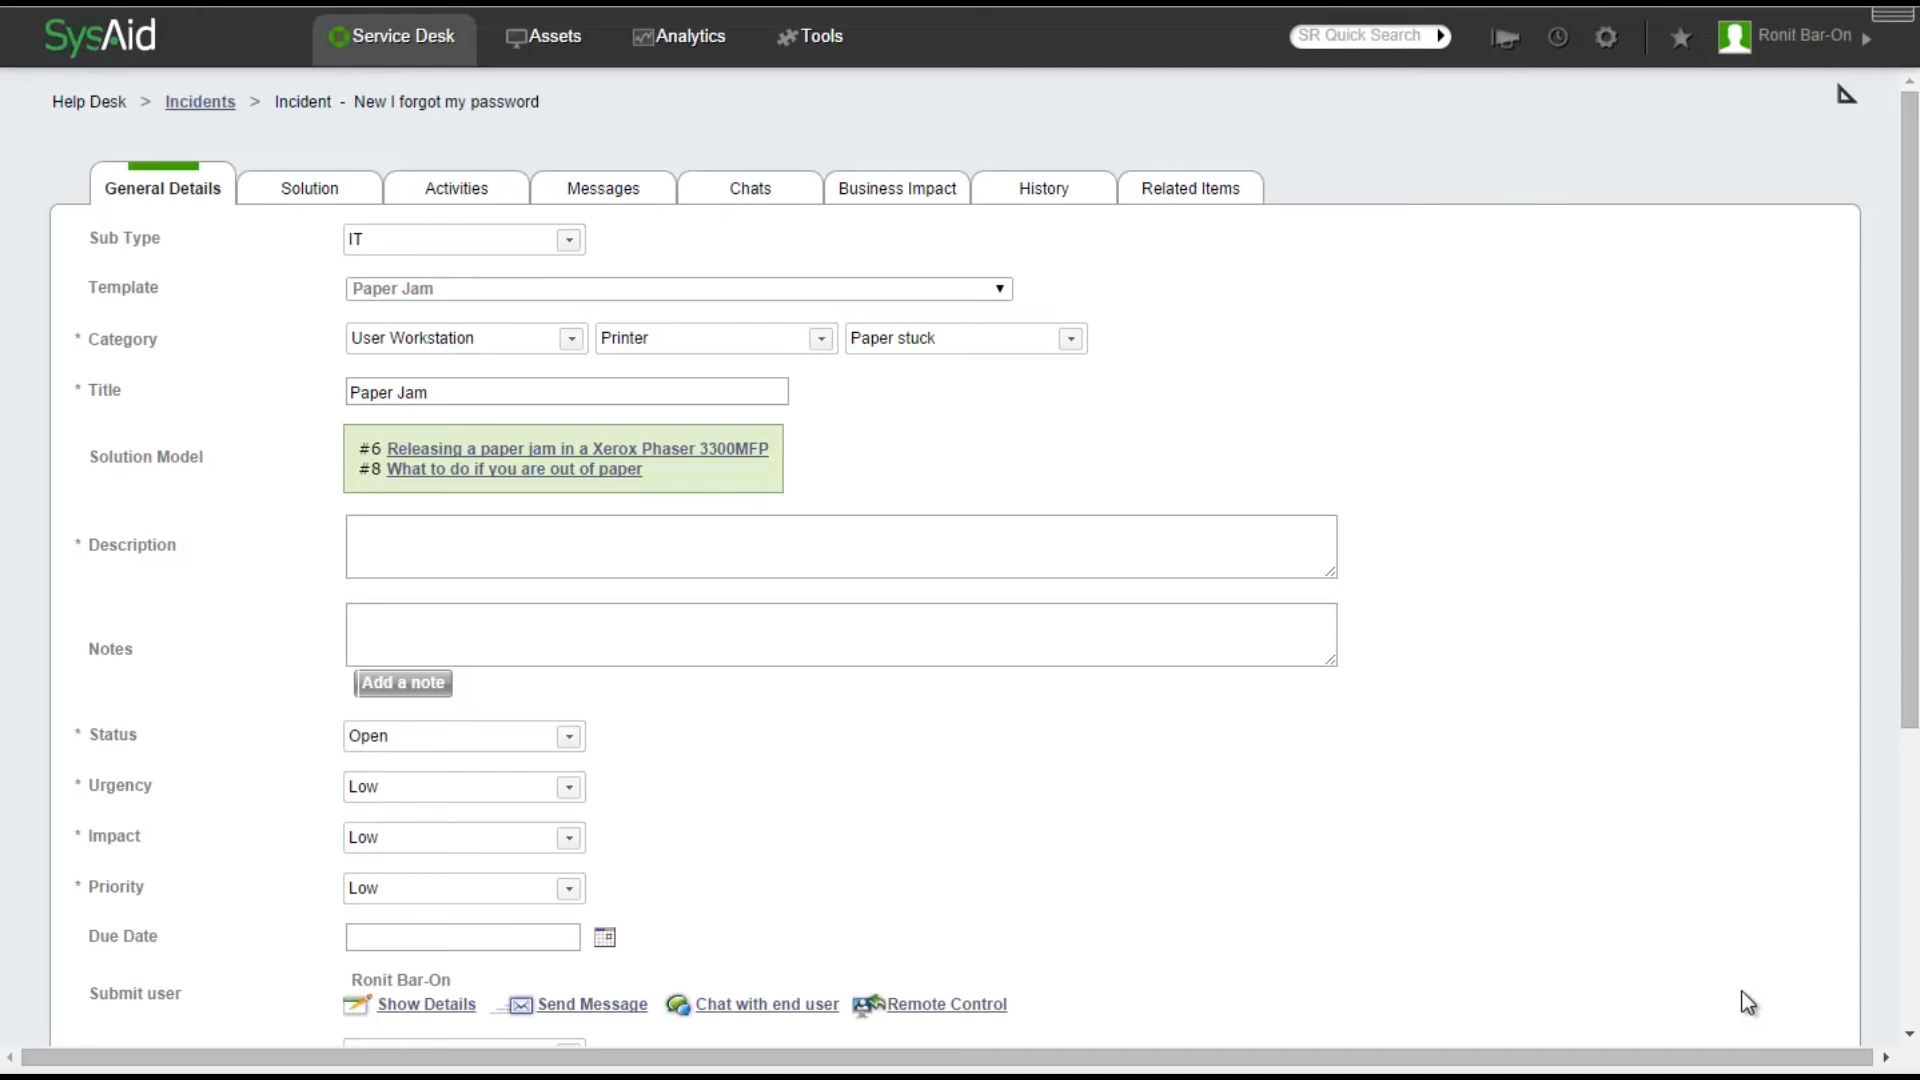 SysAid
Service Desk
Assets
Analytics
Tools
SR Quick Search
Ronit Bar-On
Help Desk > Incidents > Incident - New I forgot my password
General Details
Solution
Activities
Messages
Chats
Business Impact
History
Related Items
Sub Type
IT
Template
Paper Jam
* Category
User Workstation
Printer
Paper stuck
* Title
Paper Jam
Solution Model
#6 Releasing a paper jam in a Xerox Phaser 3300MFP
#8 What to do if you are out of paper
* Description
Notes
Add a note
* Status
Open
* Urgency
Low
* Impact
Low
* Priority
Low
Due Date
Submit user
Ronit Bar-On
Show Details
Send Message
Chat with end user
Remote Control